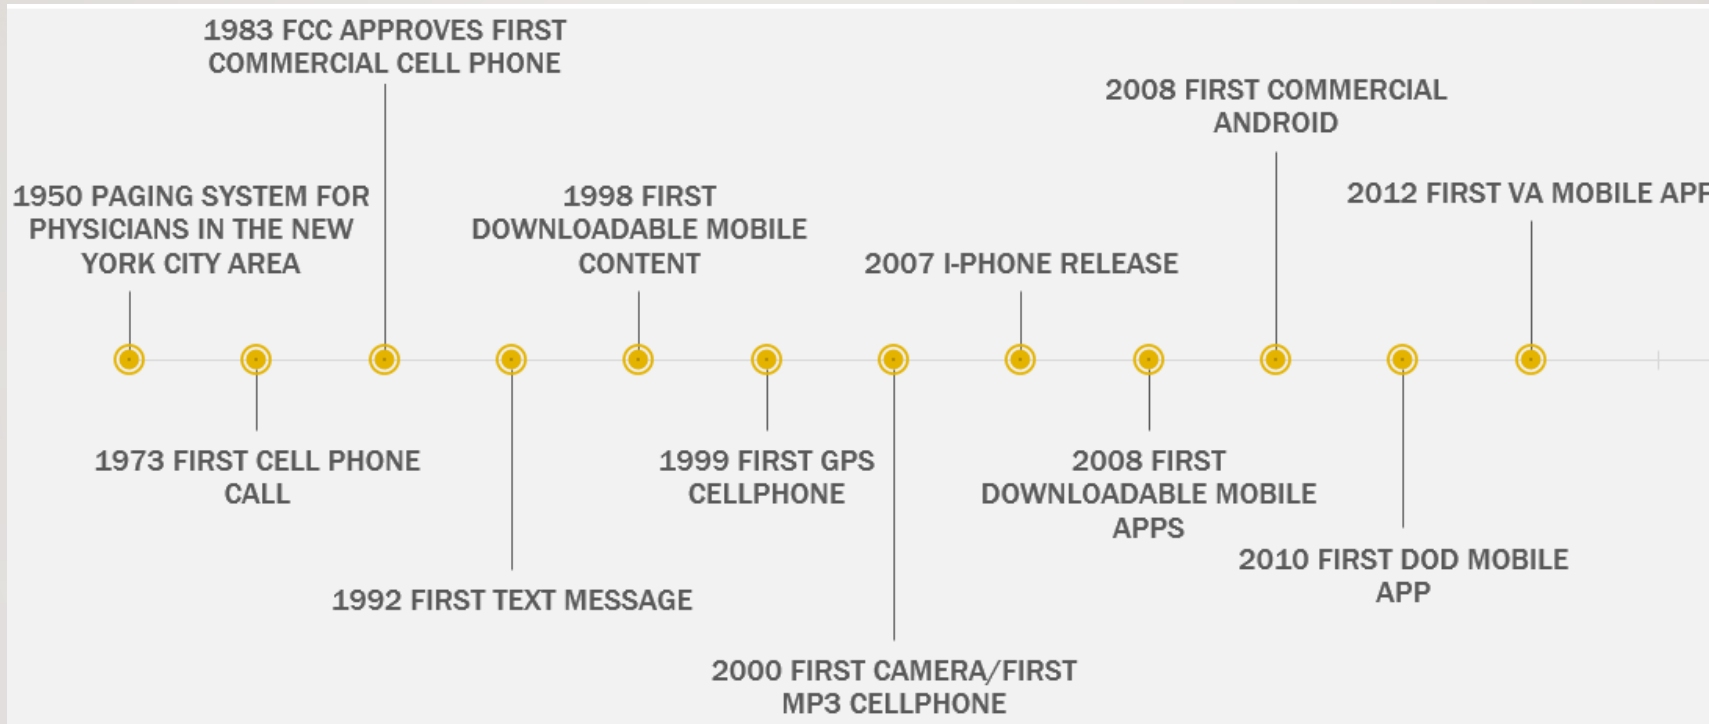 1983 FCC APPROVES FIRST
COMMERCIAL CELL PHONE
2008 FIRST COMMERCIAL
ANDROID
1950 PAGING SYSTEM FOR
PHYSICIANS IN THE NEW
YORK CITY AREA
1998 FIRST
DOWNLOADABLE MOBILE
CONTENT
2007 I-PHONE RELEASE
2012 FIRST VA MOBILE APP
1973 FIRST CELL PHONE
CALL
1999 FIRST GPS
CELLPHONE
2008 FIRST
DOWNLOADABLE MOBILE
APPS
1992 FIRST TEXT MESSAGE
2010 FIRST DOD MOBILE
APP
2000 FIRST CAMERA/FIRST
MP3 CELLPHONE